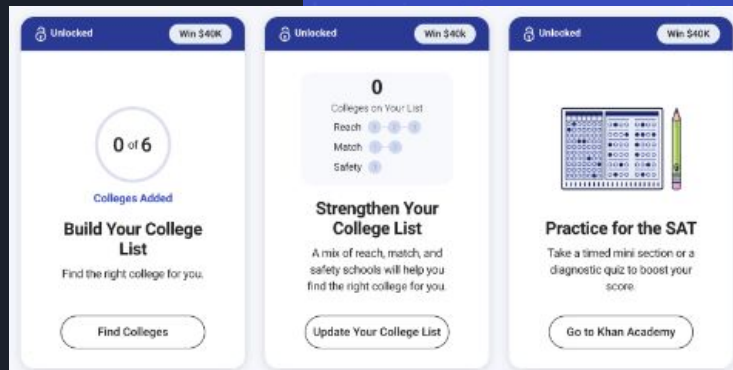 Unlocked
Win $40K
0 of 6
Colleges Added
Build Your College
List
Find the right college for you.
Find Colleges
Unlocked
Win $40k
0
Colleges on Your List
Reach
Match
Safety
Strengthen Your
College List
A mix of reach, match, and
safety schools will help you
find the right college for you.
Update Your College List
Unlocked
Win $40K
Practice for the SAT
Take a timed mini section or a
diagnostic quiz to boost your
score.
Go to Khan Academy